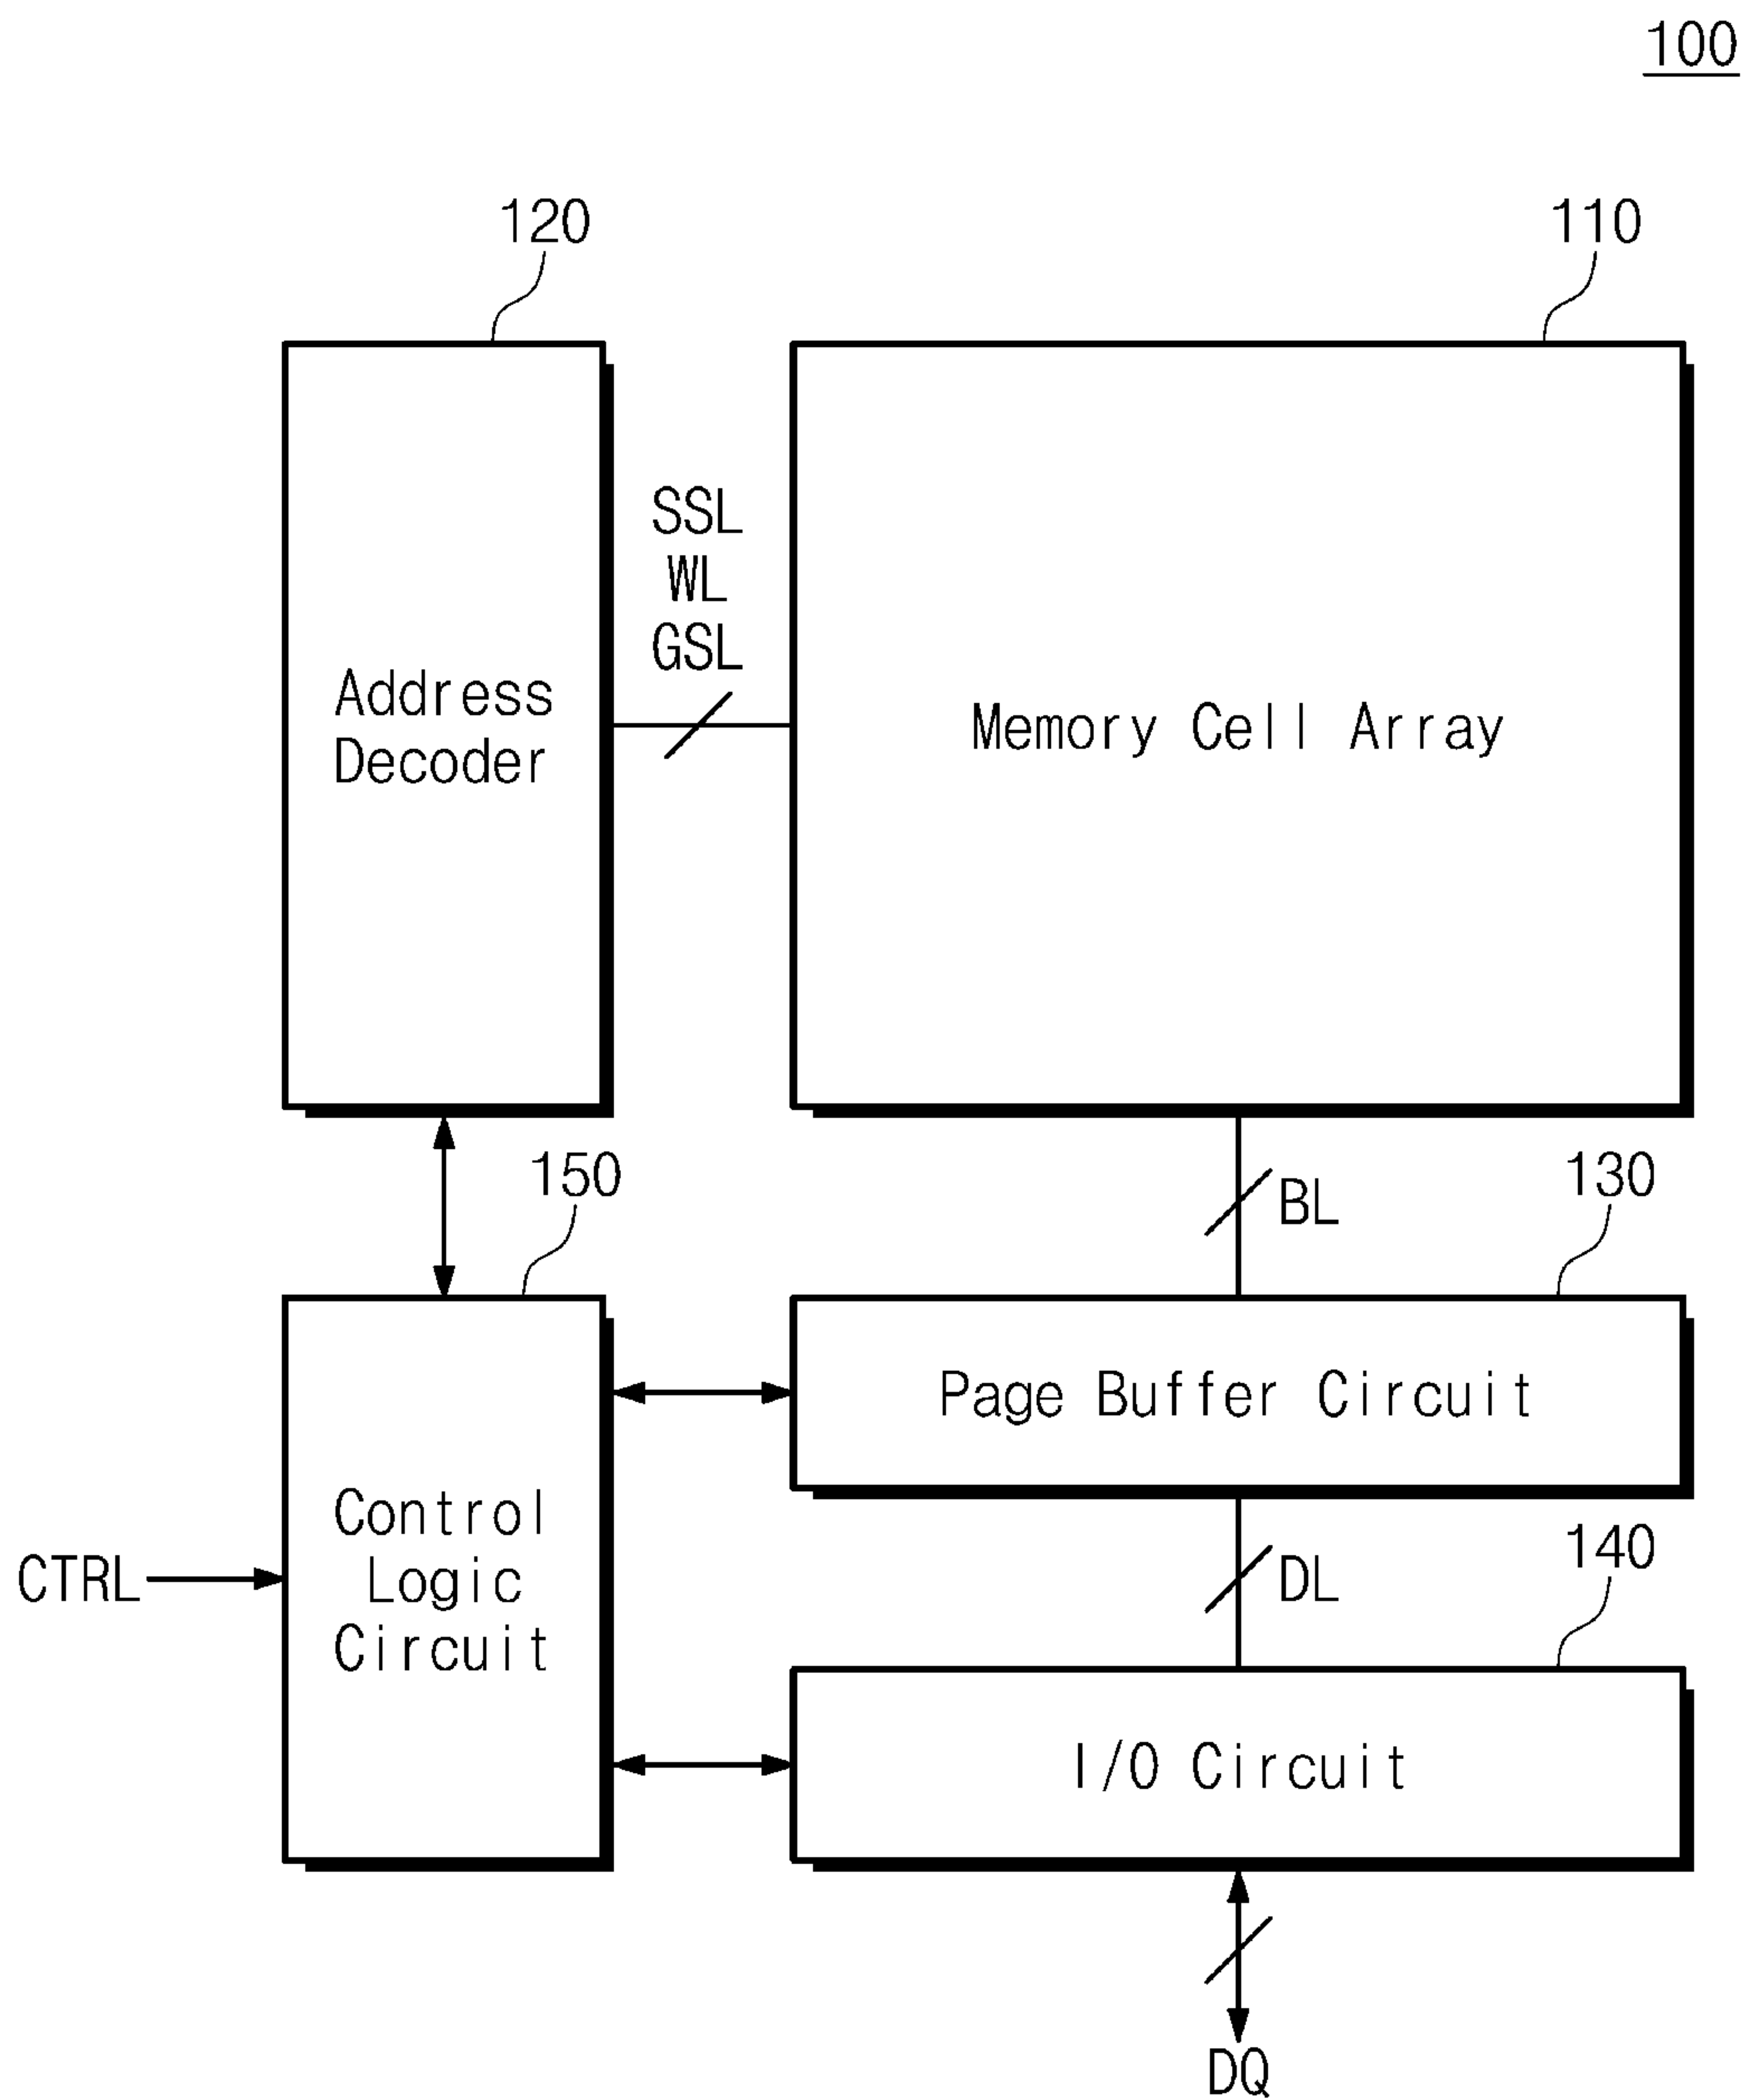 100
120
110
SSL
WL
GSL
Address
Decoder
Memory Cell Array
150
BL
130
Page Buffer Circuit
Control
Logic
Circuit
CTRL
DL
140
I/O Circuit
DQ